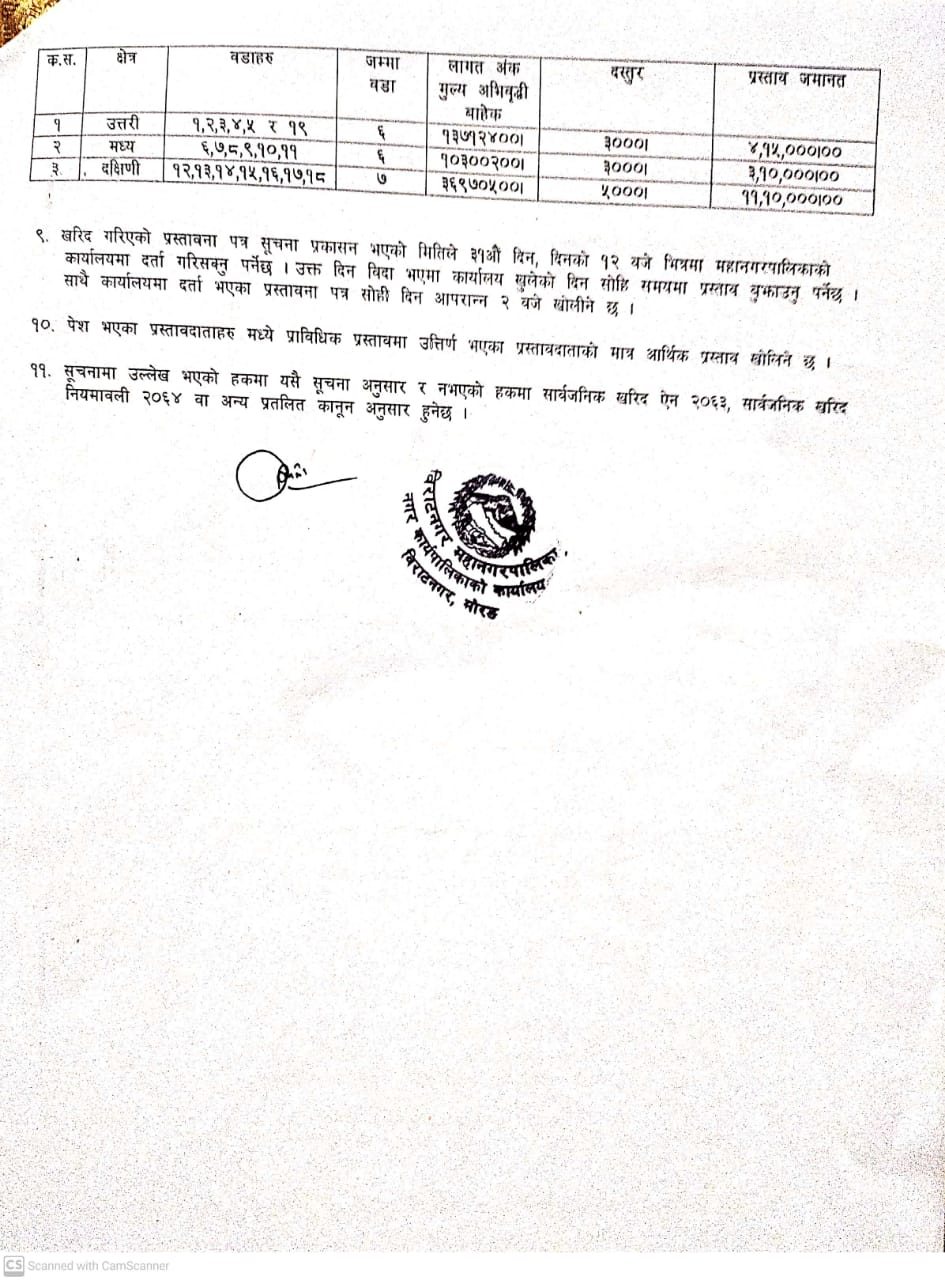 क.स. क्षेत्र वडाहरु जम्मा वडा लागत अंक मुल्य अभिवृद्धी बाहेक दस्तुर प्रस्ताव जमानत
१ उत्तरी १,२,३,४,५ र १९ ६ १३७१२४००। ३०००। ४,१५,०००।००
२ मध्य ६,७,८,९,१०,११ ६ १०३००२००। ३०००। ३,१०,०००।००
३ दक्षिणी १२,१३,१४,१५,१६,१७,१८ ७ ३६९७०५००। ५०००। ११,१०,०००।००
९. खरिद गरिएको प्रस्तावना पत्र सूचना प्रकासन भएको मितिले ३१औं दिन, दिनको १२ बजे भित्रमा महानगरपालिकाको
कार्यालयमा दर्ता गरिसक्नु पर्नेछ । उक्त दिन विदा भएमा कार्यालय खुलेको दिन सोहि समयमा प्रस्ताव बुझाउनु पर्नेछ ।
साथै कार्यालयमा दर्ता भएका प्रस्तावना पत्र सोही दिन आपरान्न २ बजे खोलीने छ ।
१०. पेश भएका प्रस्तावदाताहरु मध्ये प्राविधिक प्रस्तावमा उत्तिर्ण भएका प्रस्तावदाताको मात्र आर्थिक प्रस्ताव खोलिने छ ।
११. सूचनामा उल्लेख भएको हकमा यसै सूचना अनुसार र नभएको हकमा सार्वजनिक खरिद ऐन २०६३, सार्वजनिक खरिद
नियमावली २०६४ वा अन्य प्रतलित कानून अनुसार हुनेछ ।
विराटनगर महानगरपालिका
नगर कार्यपालिकाको कार्यालय
विराटनगर, मोरङ
CS Scanned with CamScanner